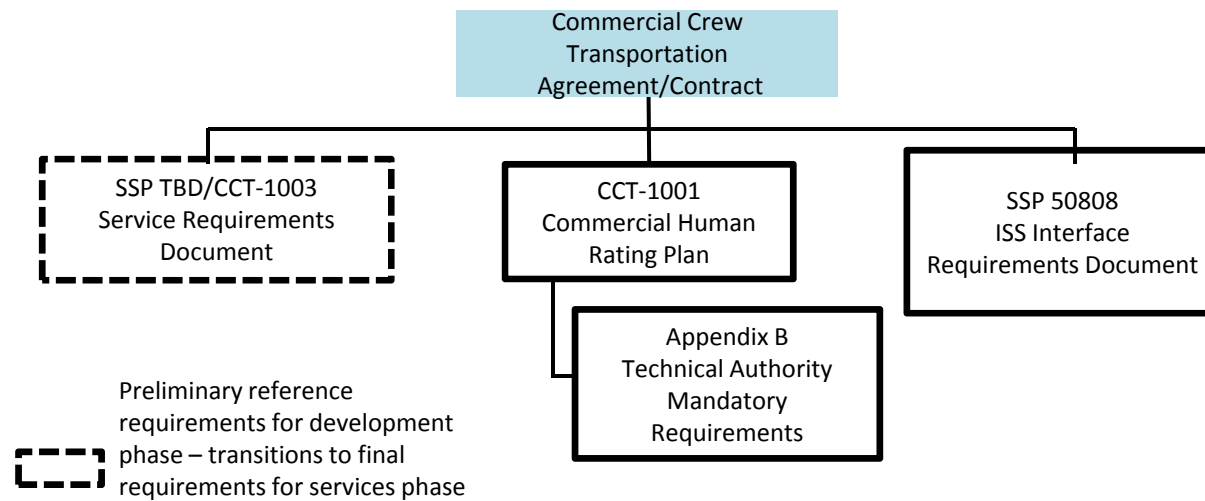 Commercial Crew
Transportation
Agreement/Contract
SSP TBD/CCT-1003
Service Requirements
Document
CCT-1001
Commercial Human
Rating Plan
SSP 50808
ISS Interface
Requirements Document
Appendix B
Technical Authority
Mandatory
Requirements
Preliminary reference
requirements for development
phase – transitions to final
requirements for services phase